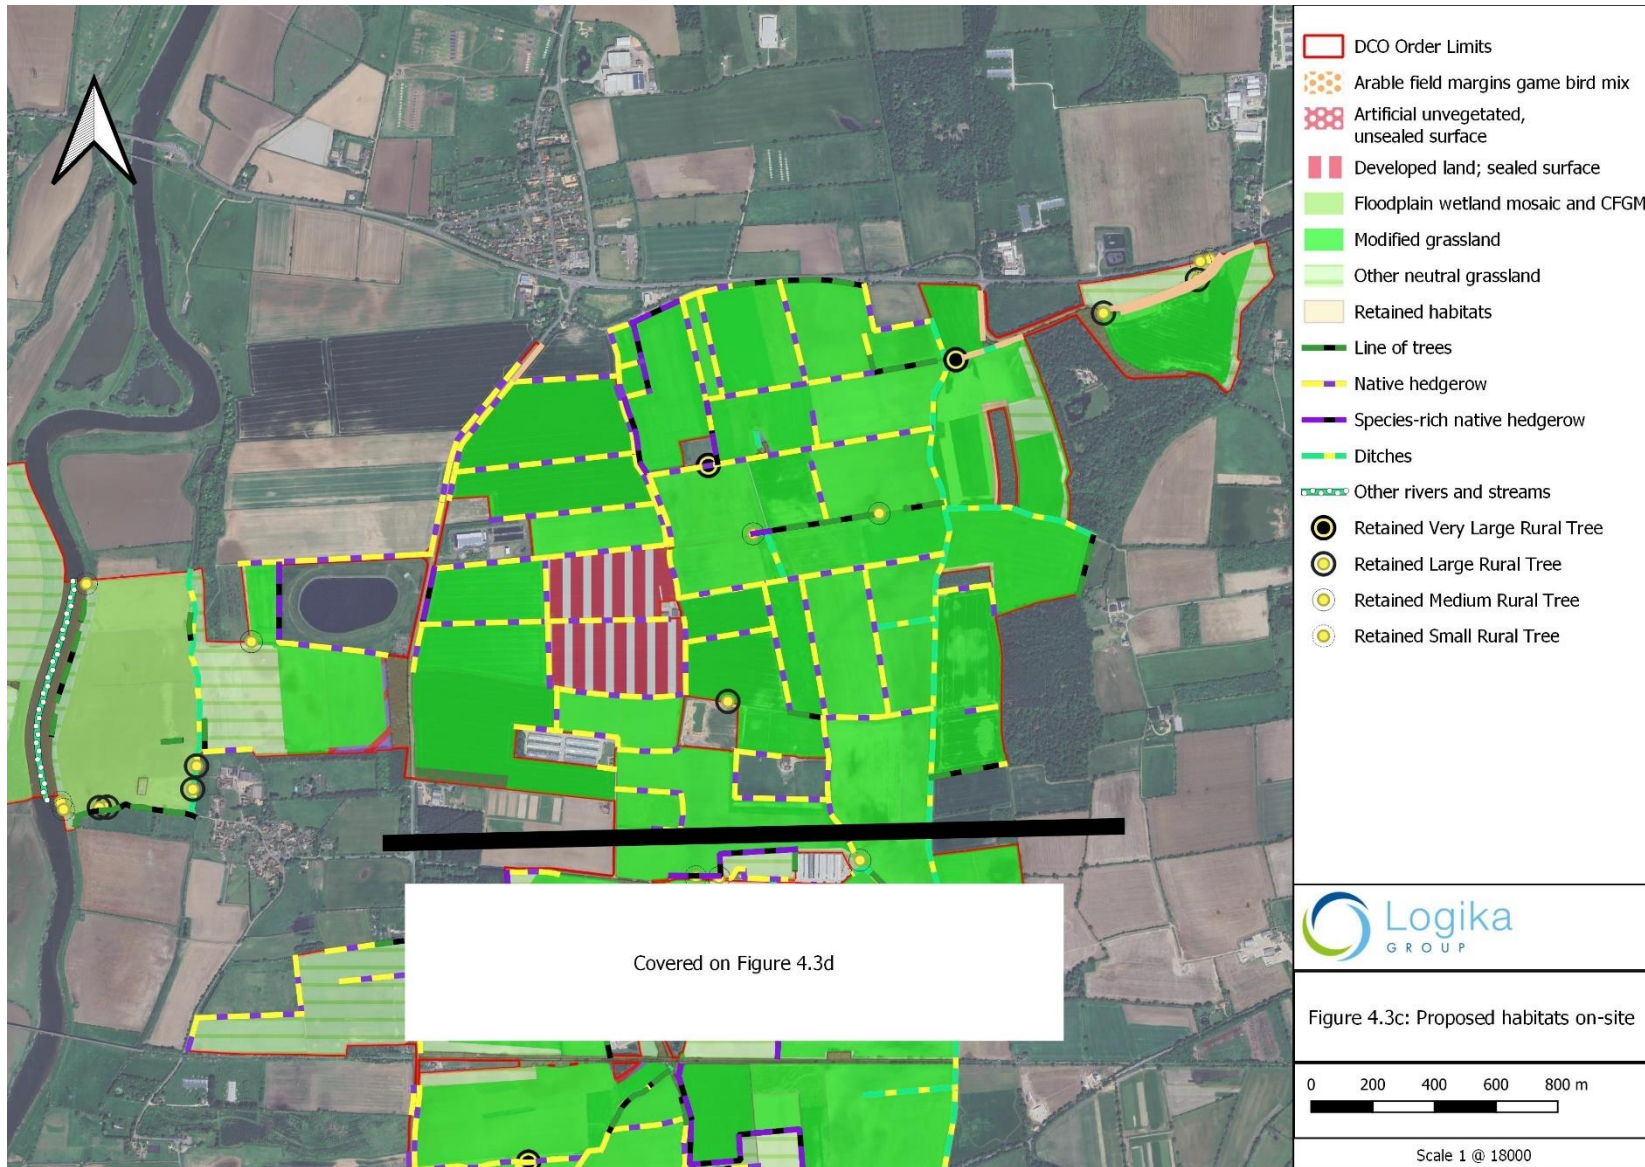 DCO Order Limits
Arable field margins game bird mix
Artificial unvegetated,
unsealed surface
Developed land; sealed surface
Floodplain wetland mosaic and CFGM
Modified grassland
Other neutral grassland
Retained habitats
Line of trees
Native hedgerow
Species-rich native hedgerow
Ditches
Other rivers and streams
Retained Very Large Rural Tree
Retained Large Rural Tree
Retained Medium Rural Tree
Retained Small Rural Tree
Covered on Figure 4.3d
Logika
GROUP
Figure 4.3c: Proposed habitats on-site
0 200 400 600 800 m
Scale 1 @ 18000